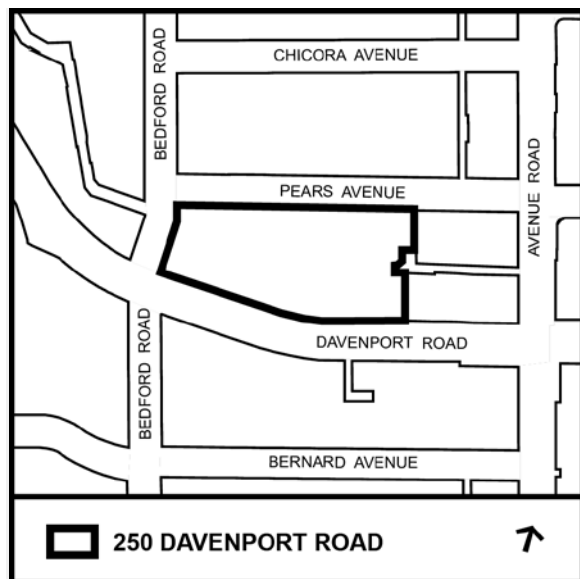 BEDFORD ROAD
CHICORA AVENUE
PEARS AVENUE
AVENUE ROAD
DAVENPORT ROAD
BEDFORD ROAD
BERNARD AVENUE
250 DAVENPORT ROAD